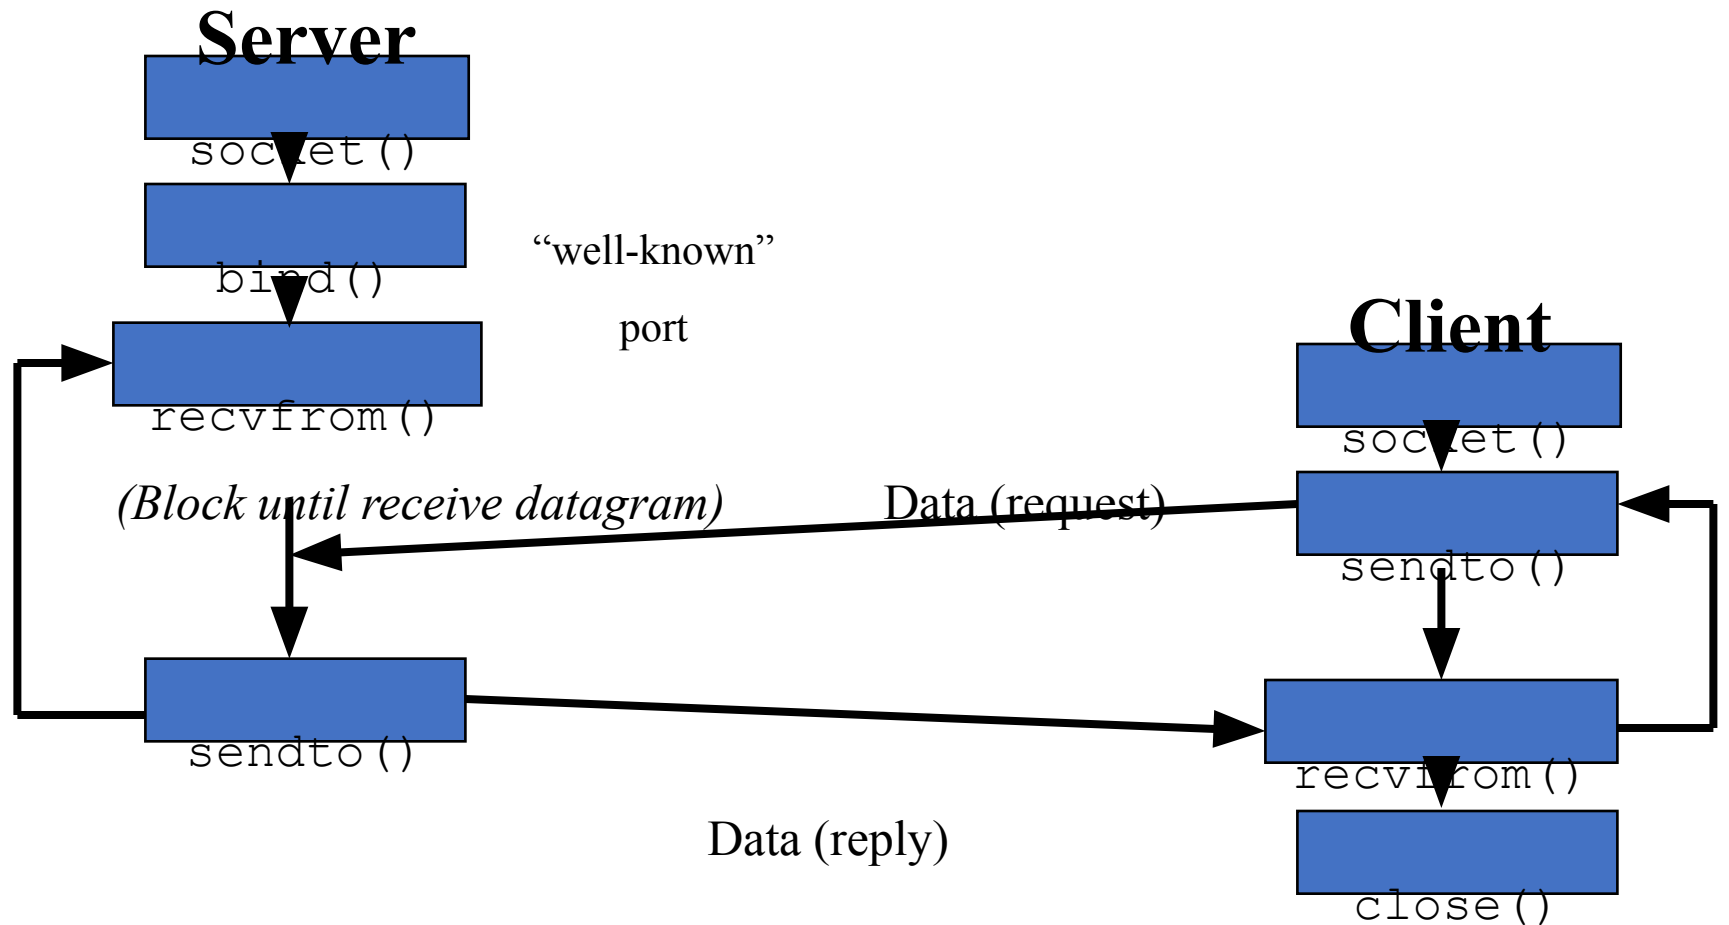 Server
socket()
bind()
“well-known”
port
recvfrom()
(Block until receive datagram)
sendto()
Client
socket()
Data (request)
sendto()
recvfrom()
Data (reply)
close()